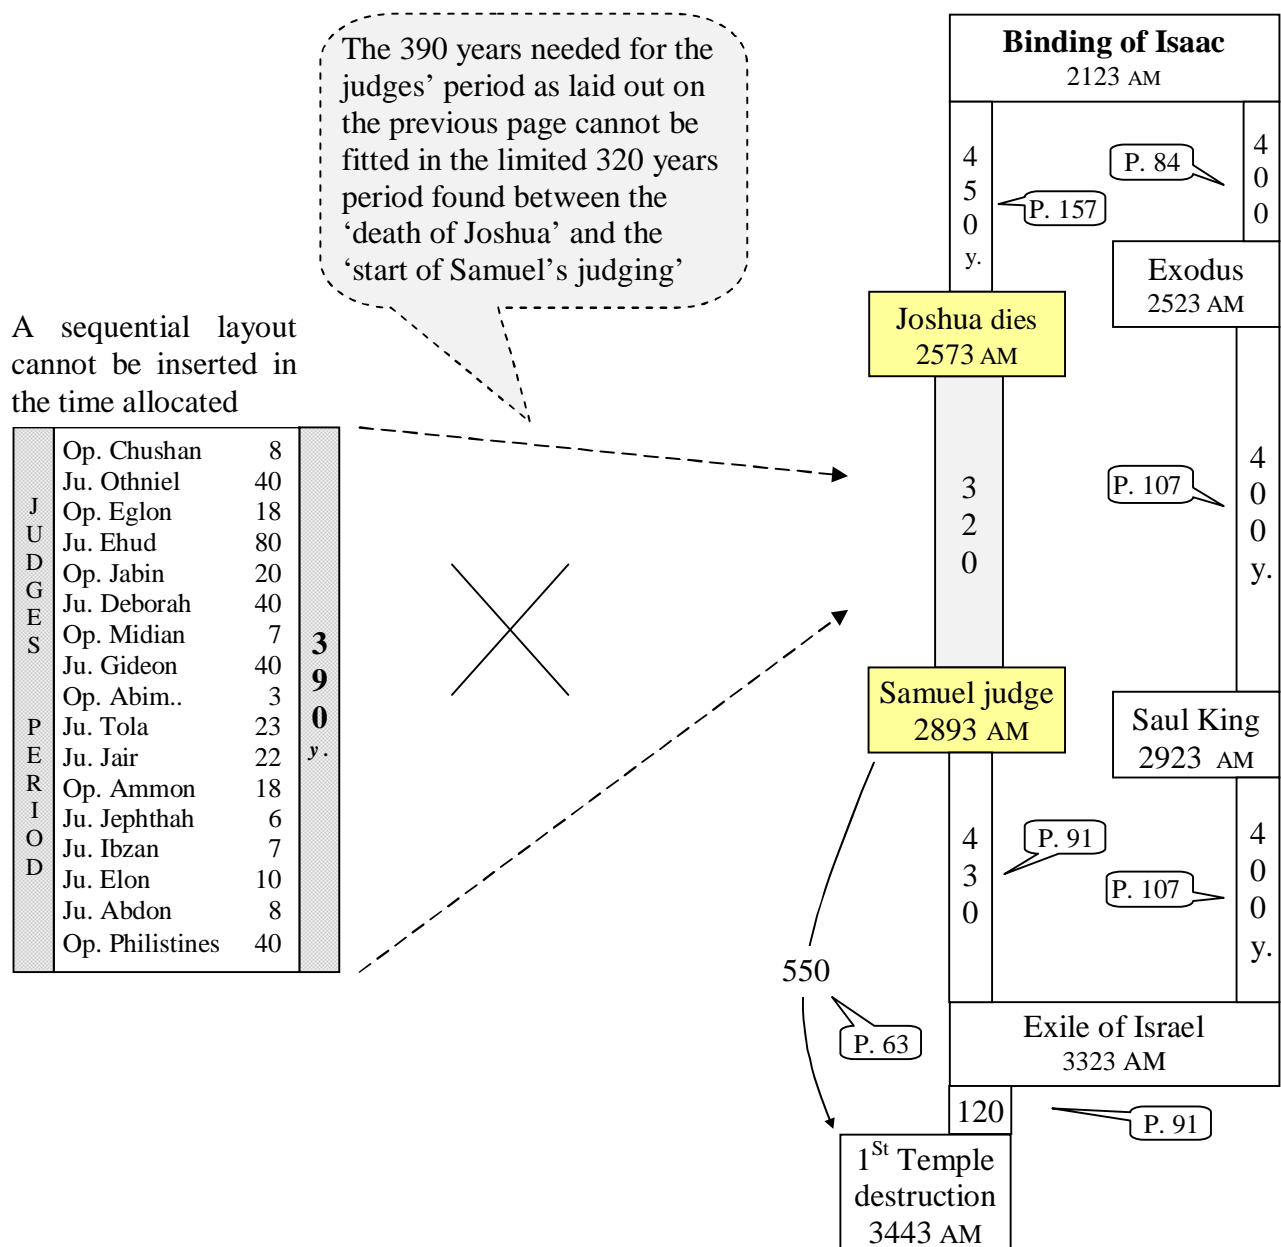 The 390 years needed for the
judges’ period as laid out on
the previous page cannot be
fitted in the limited 320 years
period found between the
‘death of Joshua’ and the
‘start of Samuel’s judging’
A sequential layout
cannot be inserted in
the time allocated
JUDGES PERIOD
Op. Chushan 8
Ju. Othniel 40
Op. Eglon 18
Ju. Ehud 80
Op. Jabin 20
Ju. Deborah 40
Op. Midian 7
Ju. Gideon 40
Op. Abim.. 3
Ju. Tola 23
Ju. Jair 22
Op. Ammon 18
Ju. Jephthah 6
Ju. Ibzan 7
Ju. Elon 10
Ju. Abdon 8
Op. Philistines 40
390 y.
Binding of Isaac
2123 AM
450 y.
P. 157
P. 84
400
Exodus
2523 AM
Joshua dies
2573 AM
320
P. 107
400 y.
Samuel judge
2893 AM
Saul King
2923 AM
430
P. 91
P. 107
400 y.
550
P. 63
Exile of Israel
3323 AM
120
P. 91
1St Temple
destruction
3443 AM